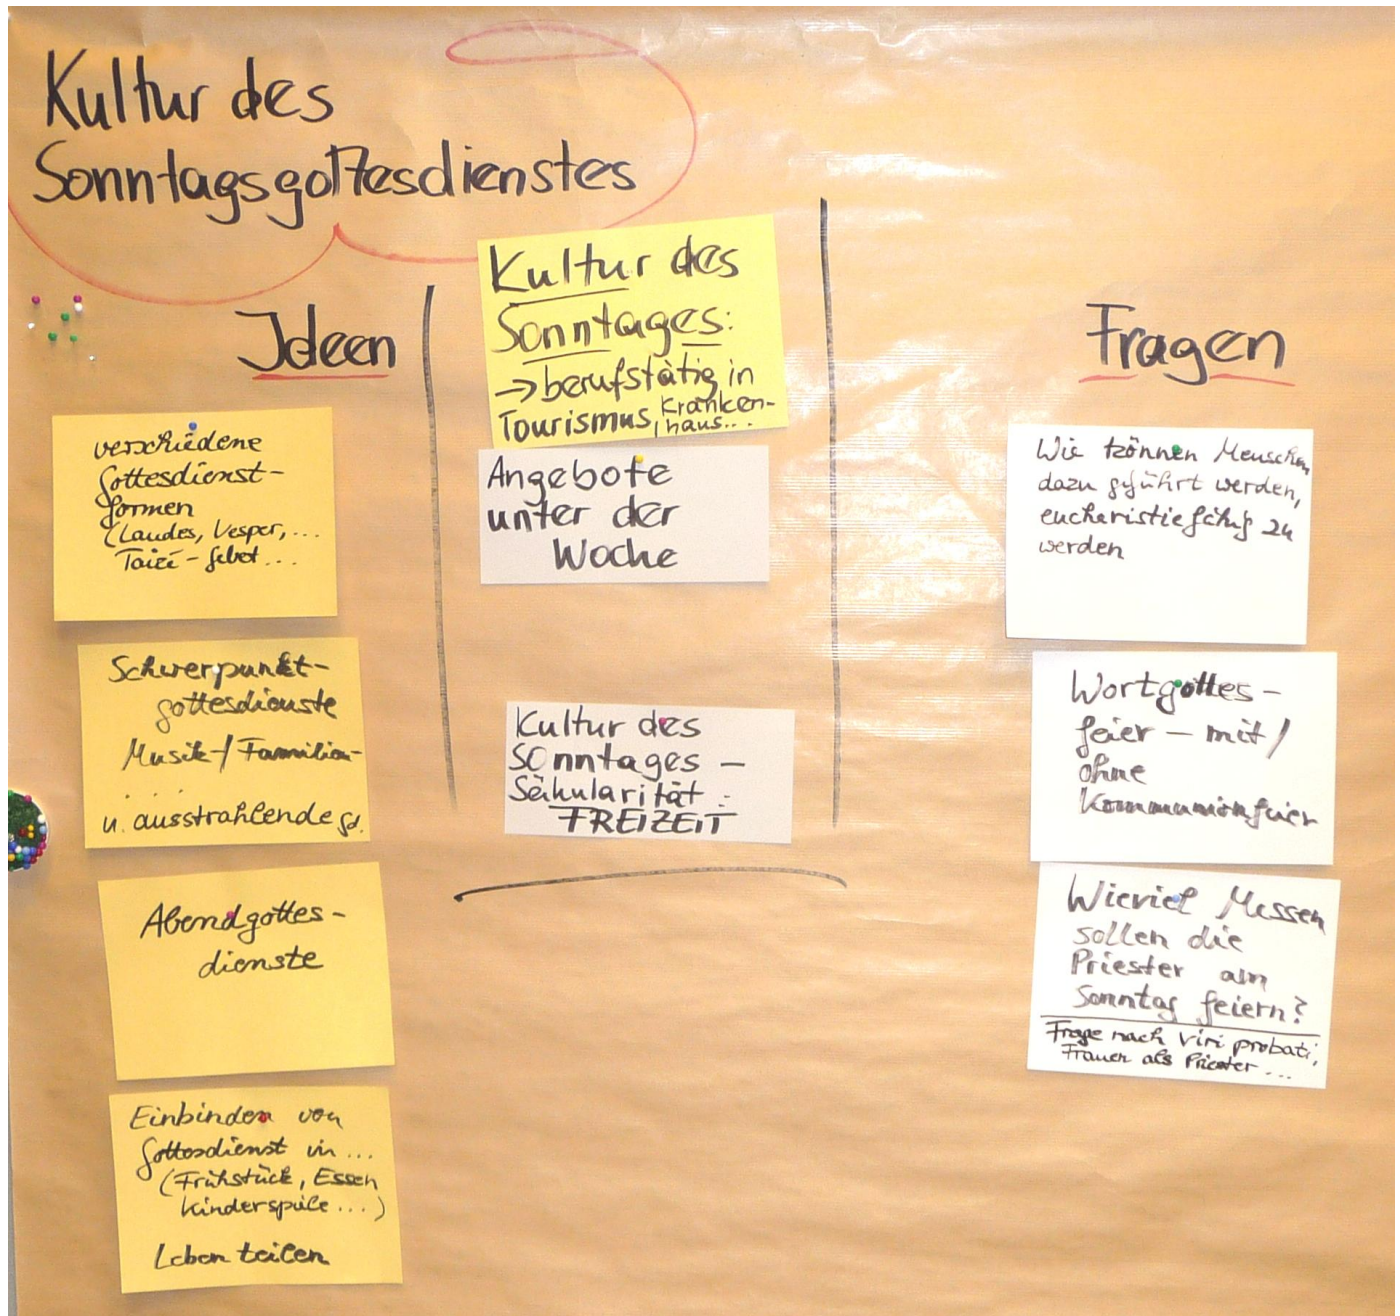 Kultur des
Sonntagsgottesdienstes
Ideen
verschiedene
Gottesdienst-
formen
(Laudes, Vesper, ...
Taizé-Gebet ...
Schwerpunkt-
gottesdienste
Musik-/Familien-
. . .
u. ausstrahlende Gd.
Abendgottes-
dienste
Einbinden von
Gottesdienst in ...
(Frühstück, Essen
Kinderspiele ...)
Leben teilen
Kultur des
Sonntages:
→ berufstätig in
Tourismus, Kranken-
haus...
Angebote
unter der
Woche
Kultur des
Sonntages –
Säkularität:
FREIZEIT
Fragen
Wie können Menschen
dazu geführt werden,
eucharistiefähig zu
werden
Wortgottes-
feier – mit/
ohne
Kommunionfeier
Wieviel Messen
sollen die
Priester am
Sonntag feiern?
Frage nach viri probati,
Frauen als Priester ...